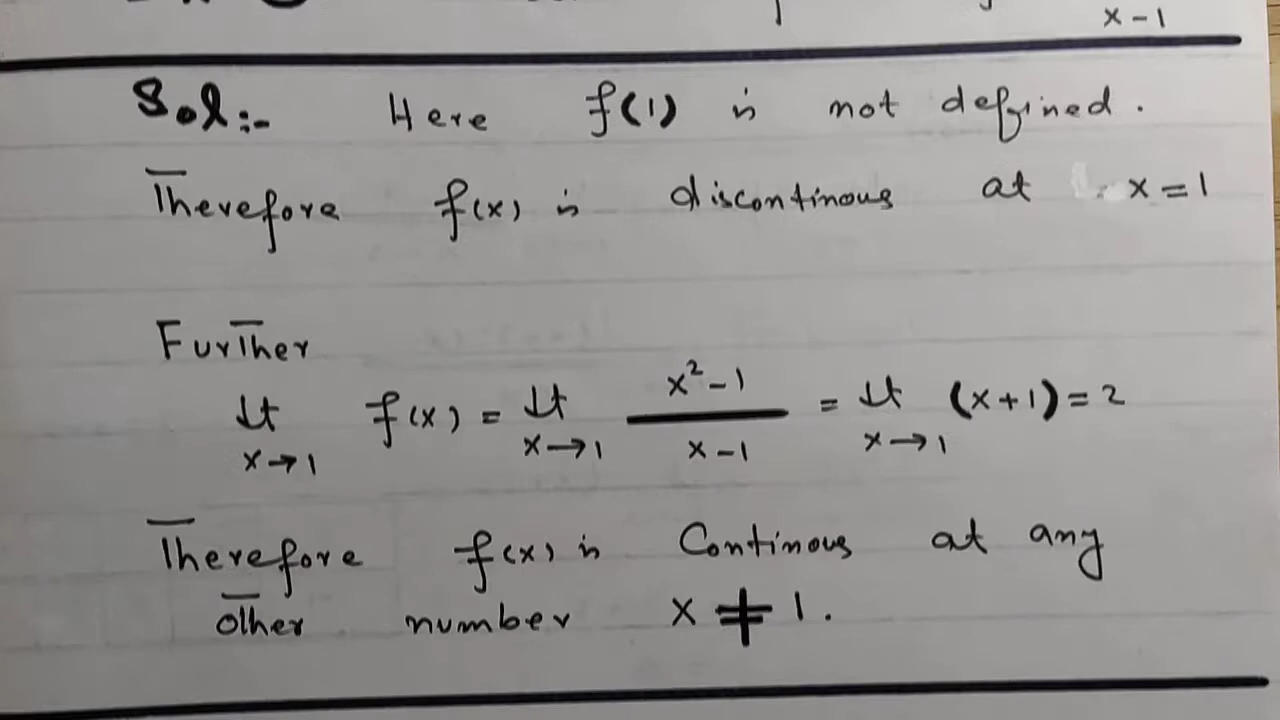 x-1
Sol:-  Here f(1) is not defined.
Therefore f(x) is discontinous at x=1
Further
lt x→1 f(x) = lt x→1 x²-1 / x-1 = lt x→1 (x+1)=2
Therefore f(x) is Continous at any
other number x ≠ 1.